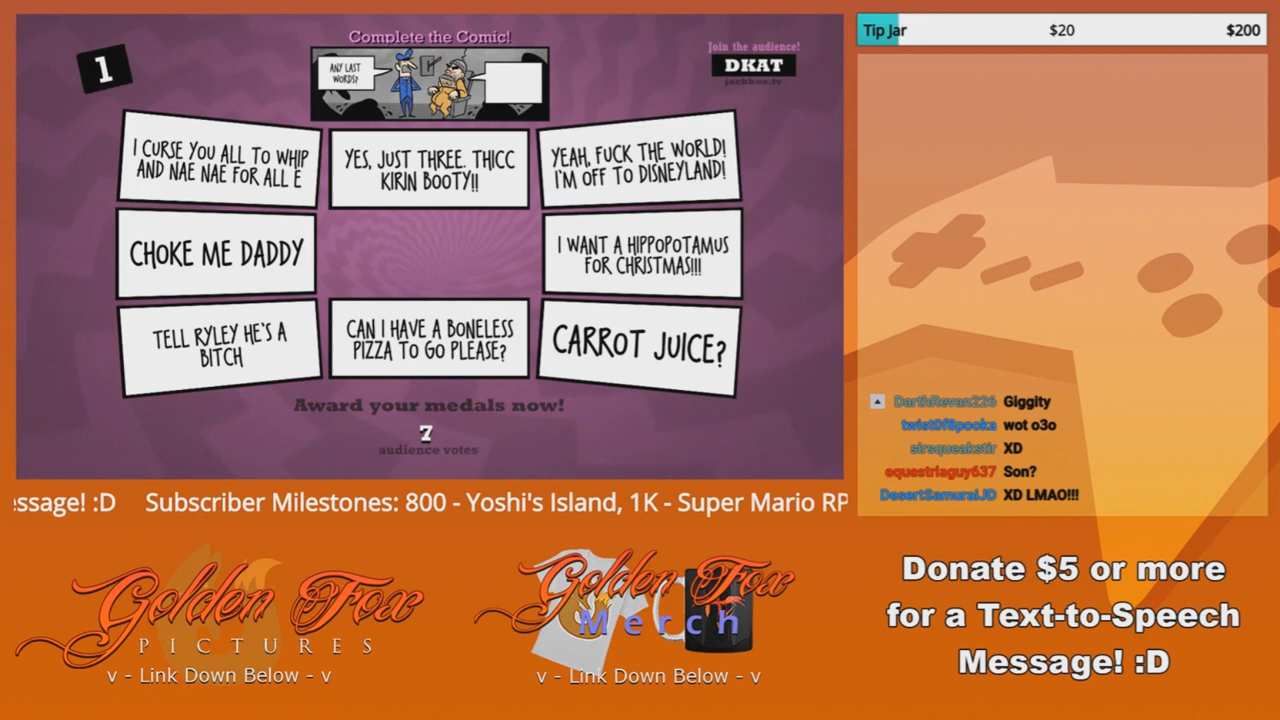 Complete the Comic!
1
ANY LAST
WORDS?
Join the audience!
DKAT
jackbox.tv
I CURSE YOU ALL TO WHIP
AND NAE NAE FOR ALL E
YES, JUST THREE. THICC
KIRIN BOOTY!!
YEAH, FUCK THE WORLD!
I'M OFF TO DISNEYLAND!
CHOKE ME DADDY
I WANT A HIPPOPOTAMUS
FOR CHRISTMAS!!!
TELL RYLEY HE'S A
BITCH
CAN I HAVE A BONELESS
PIZZA TO GO PLEASE?
CARROT JUICE?
Award your medals now!
7
audience votes
Tip Jar $20 $200
DarthRevan226 Giggity
twist0f8pooka wot o3o
sirsqueakstir XD
equestriaguy637 Son?
DesertSamuraiJD XD LMAO!!!
ssage! :D Subscriber Milestones: 800 - Yoshi's Island, 1K - Super Mario RP
Golden Fox
PICTURES
v - Link Down Below - v
Golden Fox
Merch
v - Link Down Below - v
Donate $5 or more
for a Text-to-Speech
Message! :D